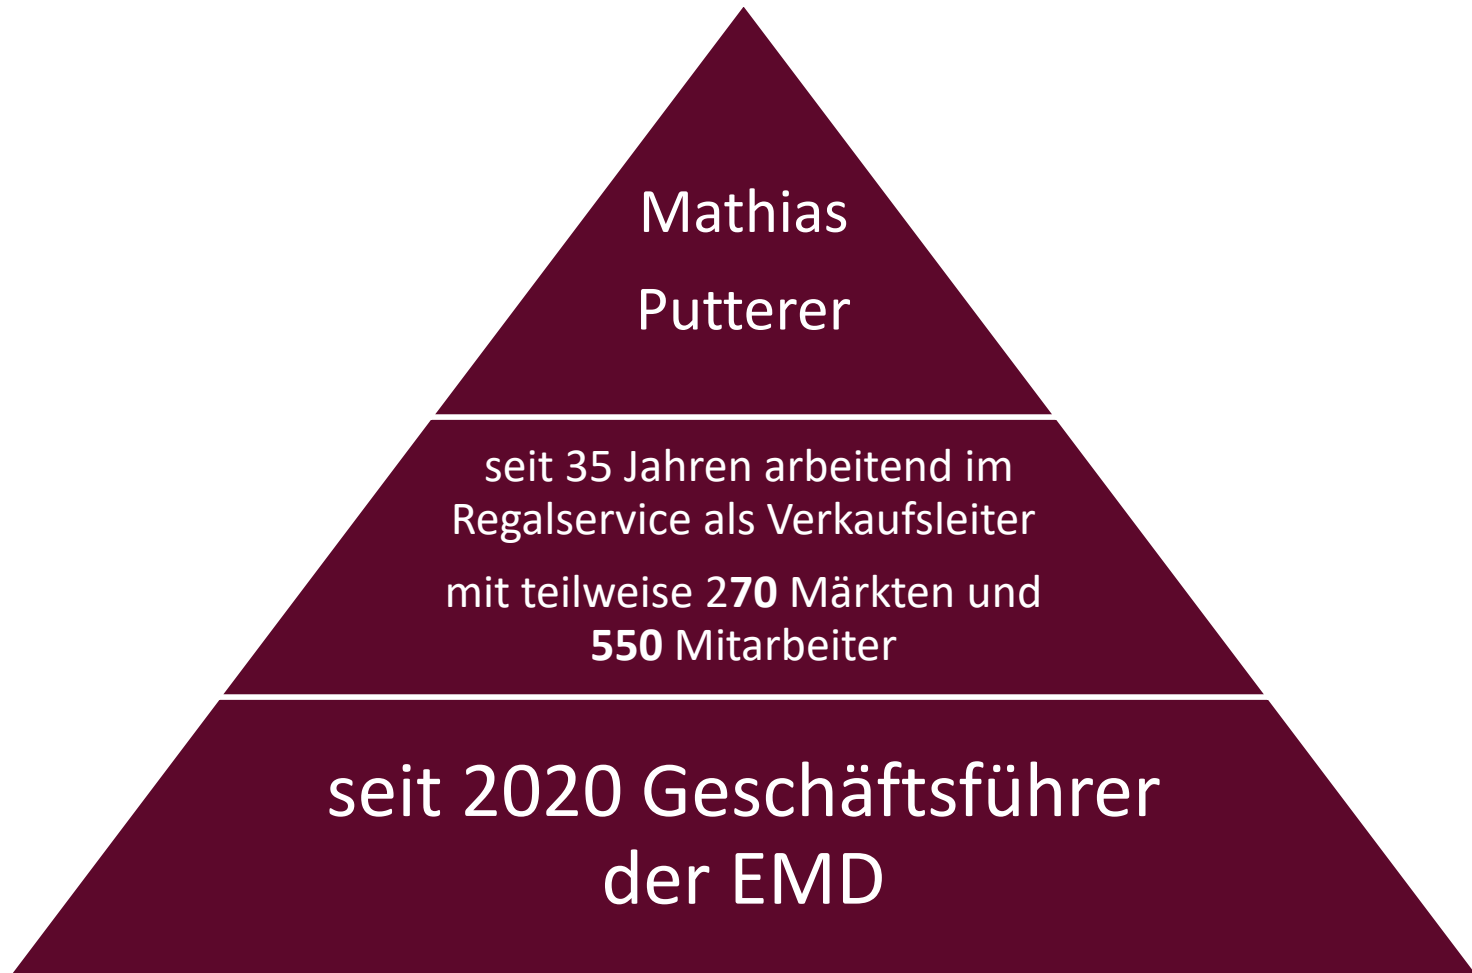 Mathias
Putterer
seit 35 Jahren arbeitend im
Regalservice als Verkaufsleiter
mit teilweise 270 Märkten und
550 Mitarbeiter
seit 2020 Geschäftsführer
der EMD